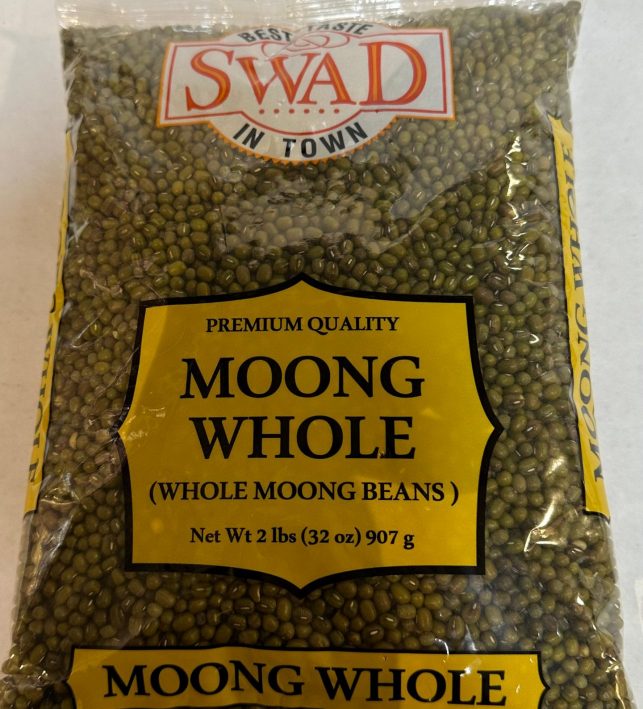 BEST TASTE
SWAD
IN TOWN
PREMIUM QUALITY
MOONG
WHOLE
(WHOLE MOONG BEANS )
Net Wt 2 lbs (32 oz) 907 g
MOONG WHOLE
MOONG WHOLE
WHOLE